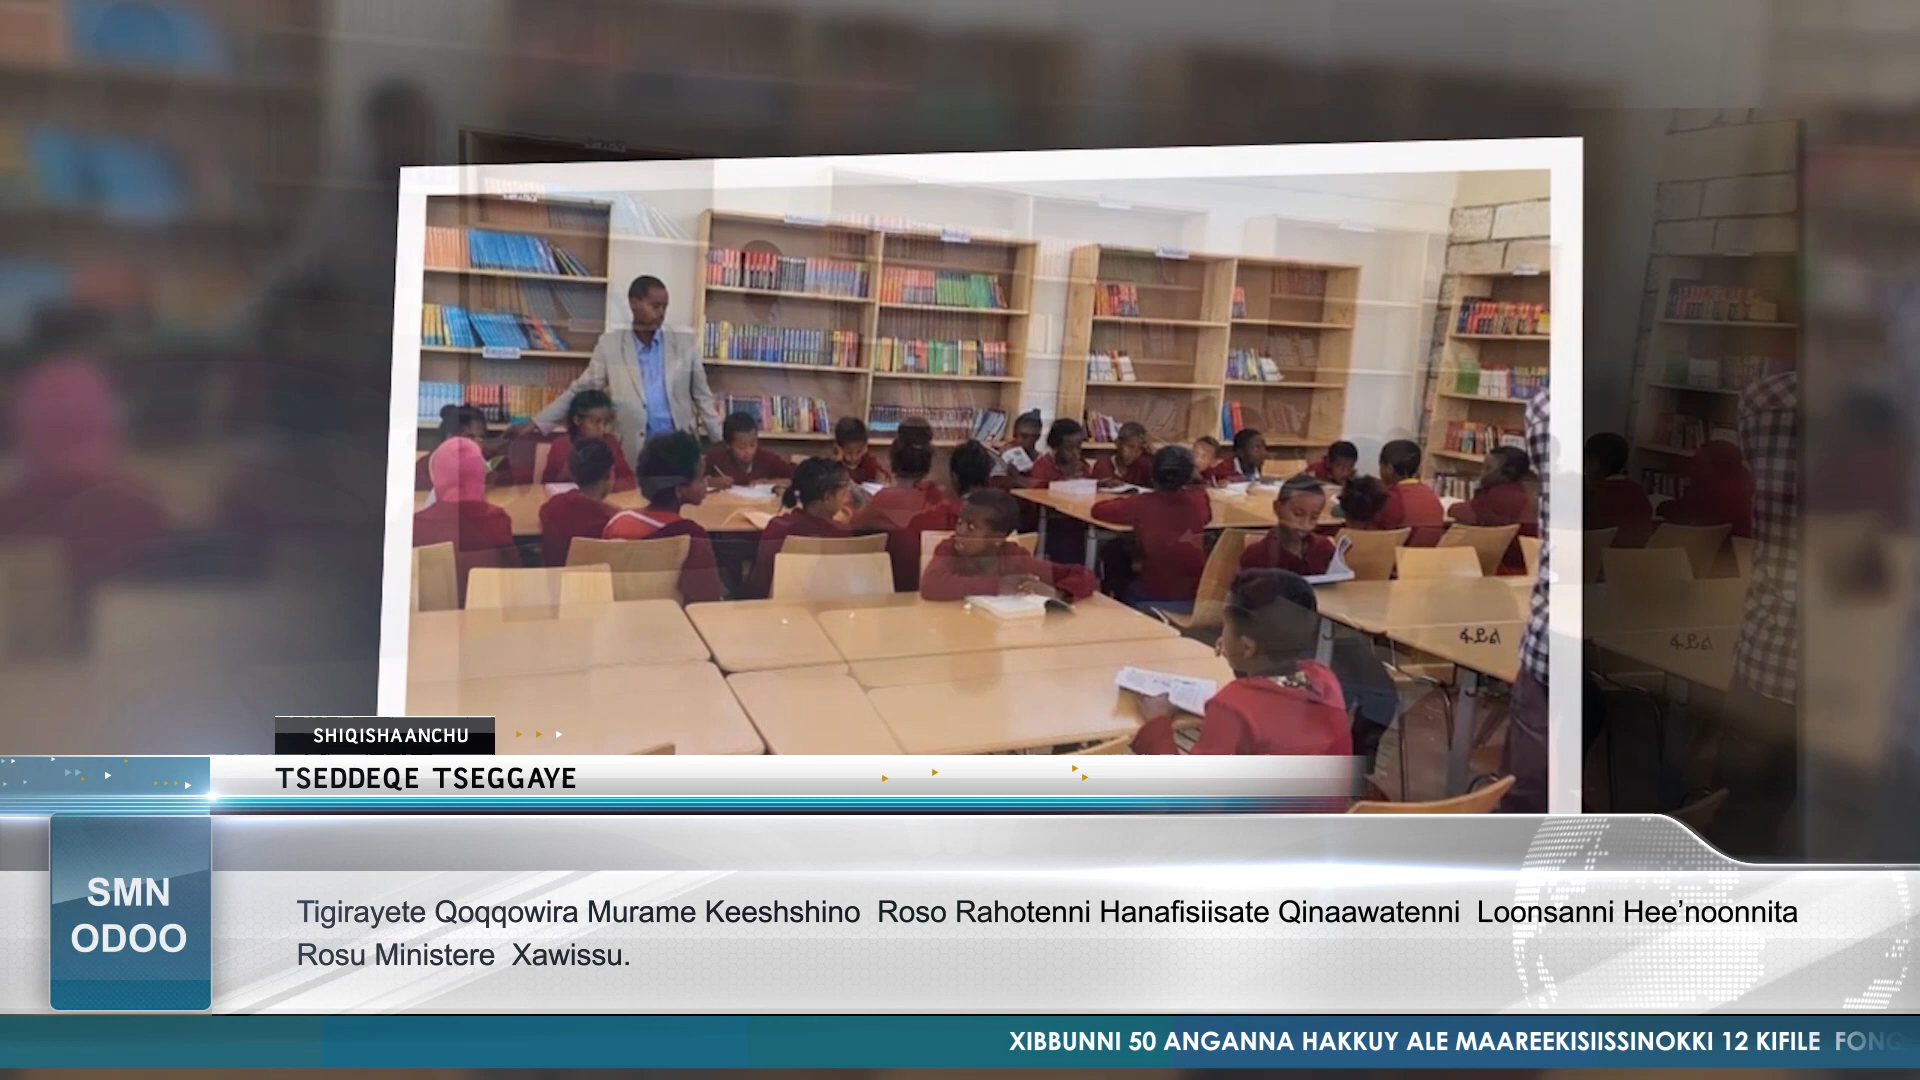 ፋይል
SHIQISHAANCHU
TSEDDEQE TSEGGAYE
SMN
ODOO
Tigirayete Qoqqowira Murame Keeshshino Roso Rahotenni Hanafisiisate Qinaawatenni Loonsanni Hee’noonnita
Rosu Ministere Xawissu.
XIBBUNNI 50 ANGANNA HAKKUY ALE MAAREEKISIISSINOKKI 12 KIFILE